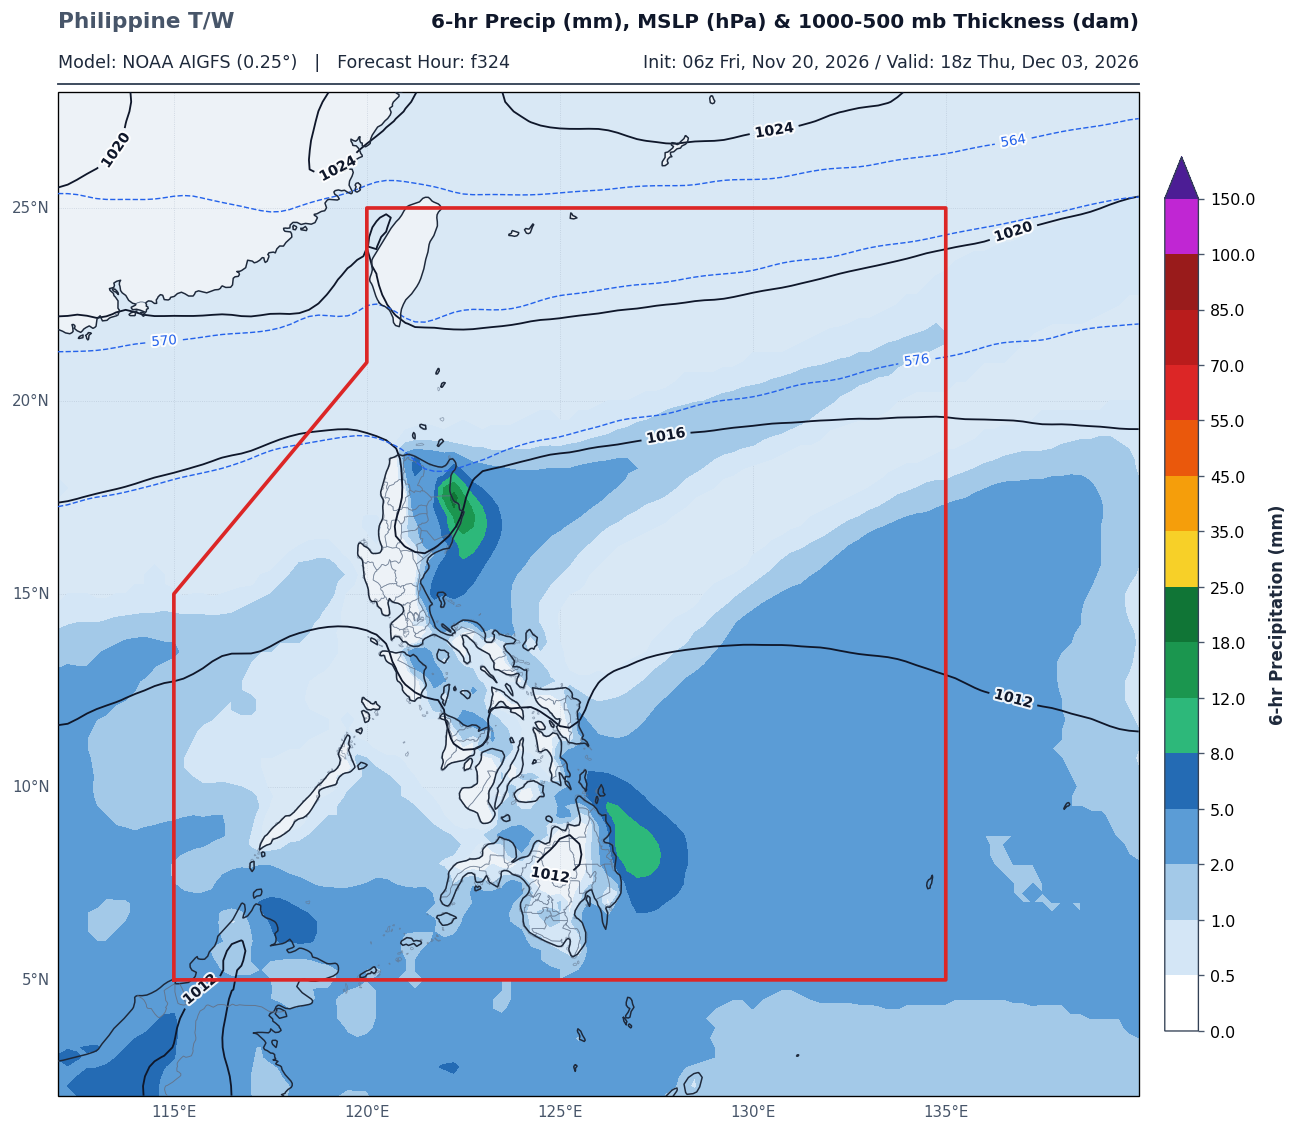 Philippine T/W
6-hr Precip (mm), MSLP (hPa) & 1000-500 mb Thickness (dam)
Model: NOAA AIGFS (0.25°) | Forecast Hour: f324
Init: 06z Fri, Nov 20, 2026 / Valid: 18z Thu, Dec 03, 2026
1020
1024
1024
564
1020
570
576
1016
1012
1012
1012
25°N
20°N
15°N
10°N
5°N
115°E
120°E
125°E
130°E
135°E
150.0
100.0
85.0
70.0
55.0
45.0
35.0
25.0
18.0
12.0
8.0
5.0
2.0
1.0
0.5
0.0
6-hr Precipitation (mm)